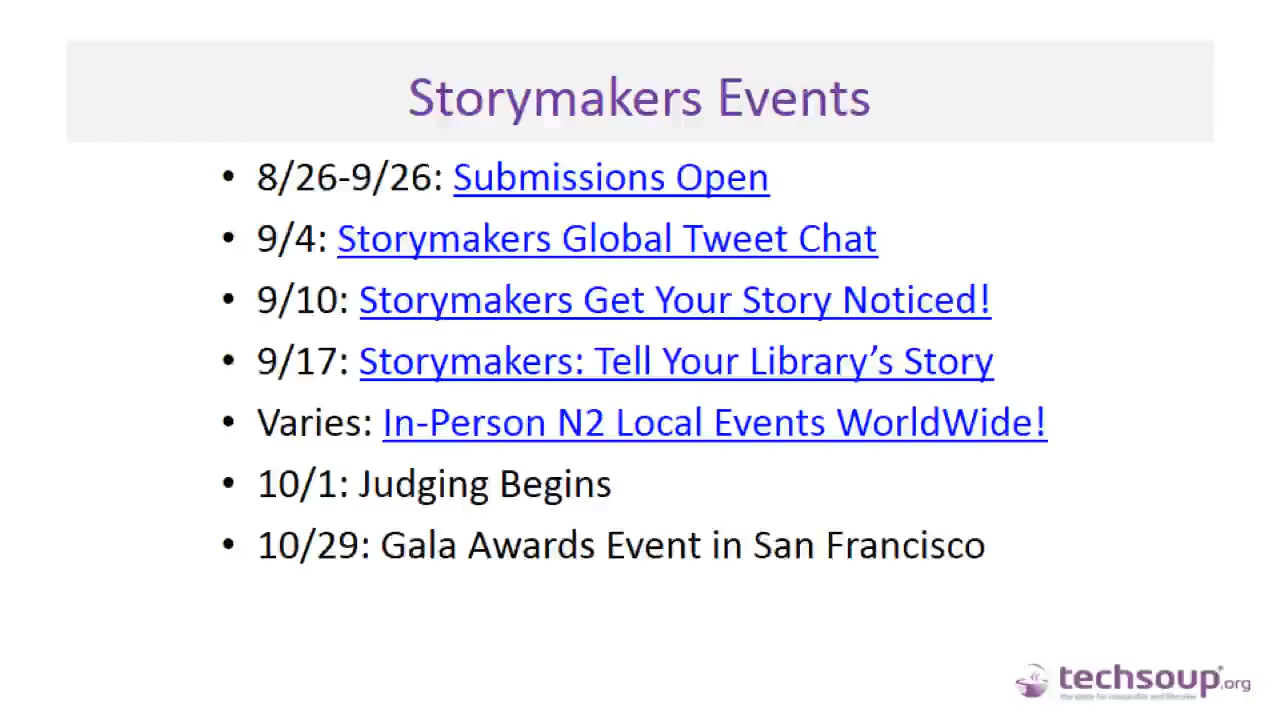 Storymakers Events
• 8/26-9/26: Submissions Open
• 9/4: Storymakers Global Tweet Chat
• 9/10: Storymakers Get Your Story Noticed!
• 9/17: Storymakers: Tell Your Library’s Story
• Varies: In-Person N2 Local Events WorldWide!
• 10/1: Judging Begins
• 10/29: Gala Awards Event in San Francisco
techsoup.org